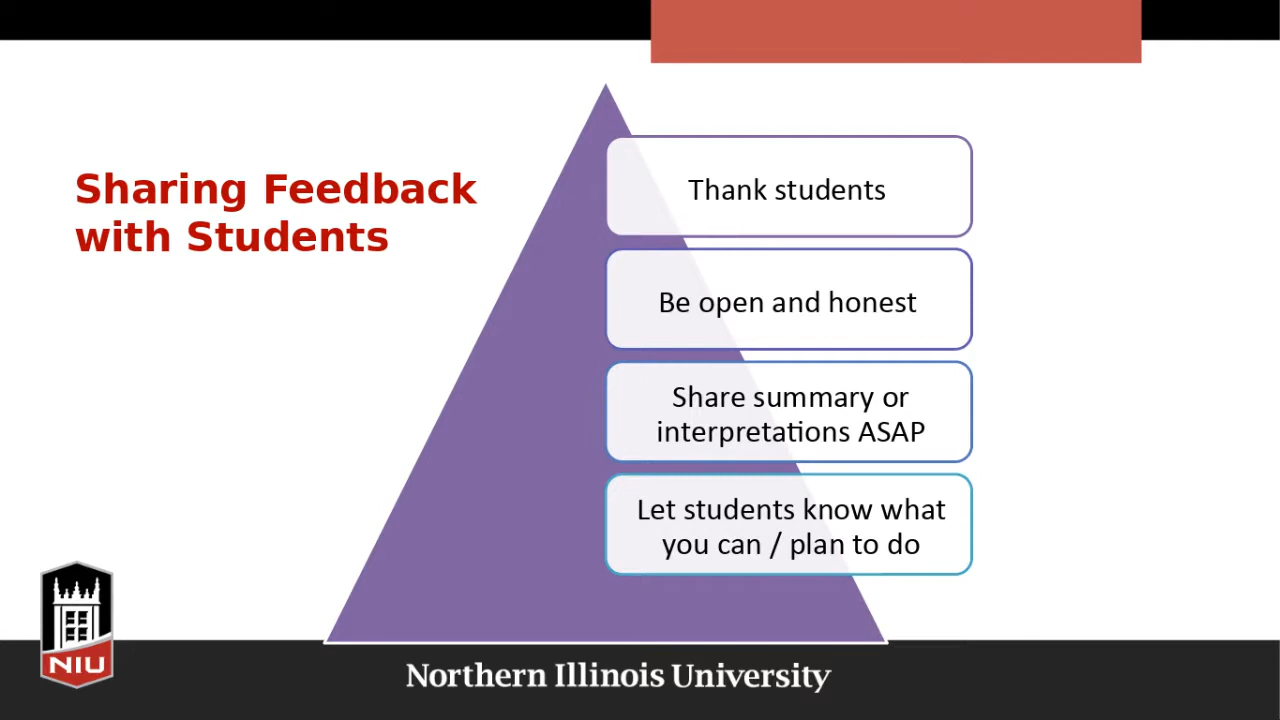 Sharing Feedback
with Students
Thank students
Be open and honest
Share summary or
interpretations ASAP
Let students know what
you can / plan to do
NIU
Northern Illinois University